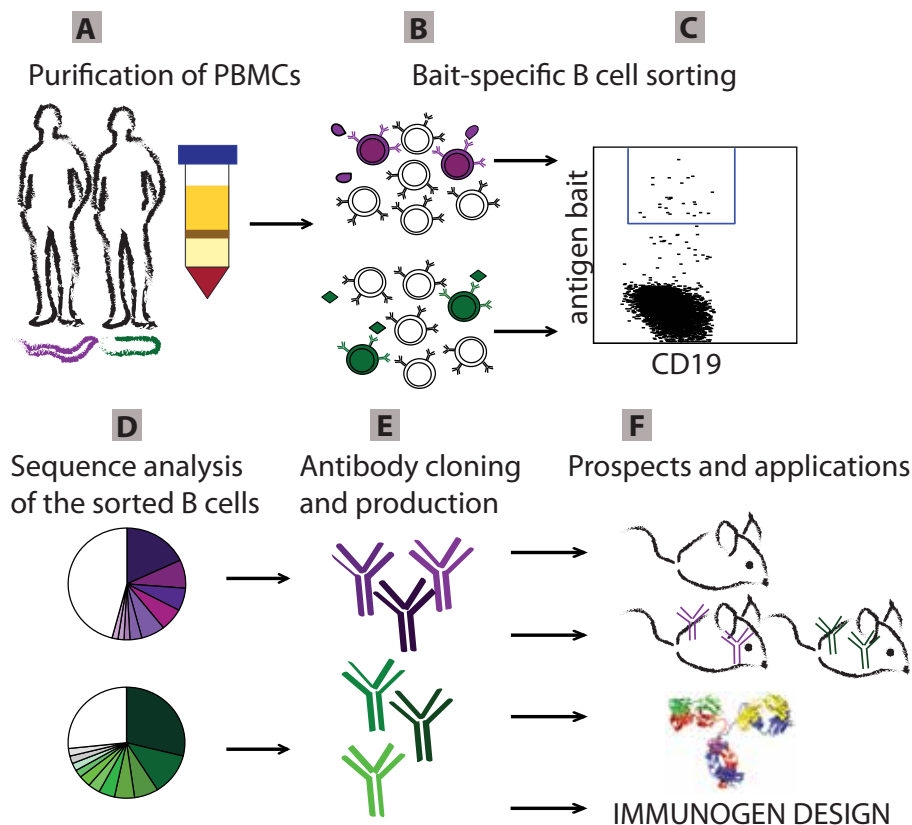 A
B
C
Purification of PBMCs
Bait-specific B cell sorting
antigen bait
CD19
D
E
F
Sequence analysis
of the sorted B cells
Antibody cloning
and production
Prospects and applications
IMMUNOGEN DESIGN